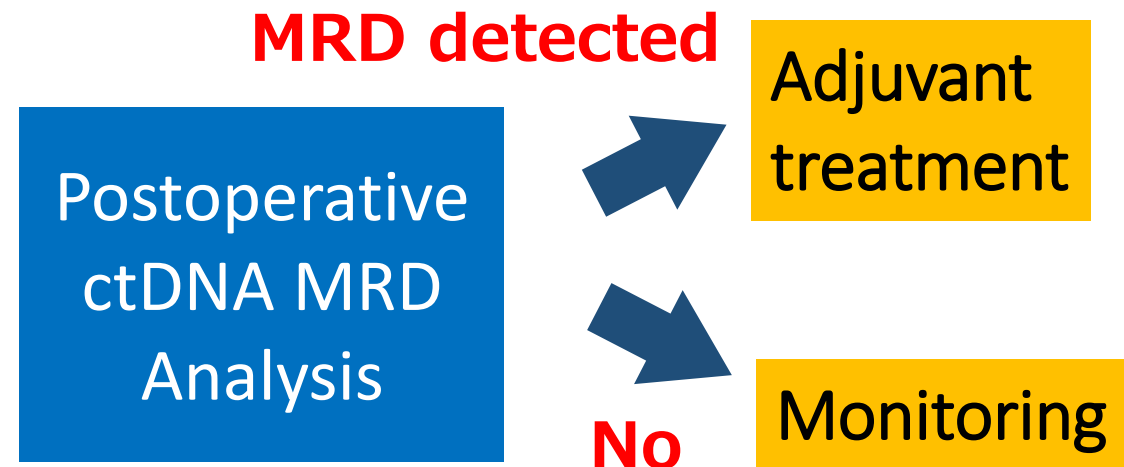 MRD detected
Adjuvant
treatment
Postoperative
ctDNA MRD
Analysis
No
Monitoring